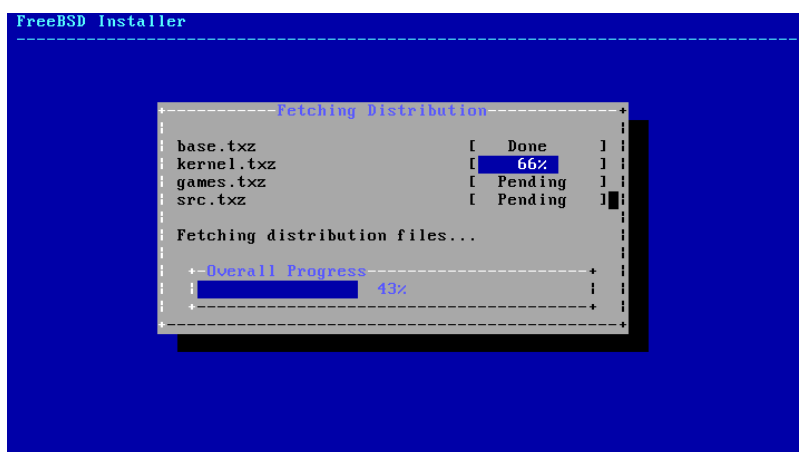 FreeBSD Installer
Fetching Distribution
base.txz [ Done ]
kernel.txz [ 66% ]
games.txz [ Pending ]
src.txz [ Pending ]
Fetching distribution files...
Overall Progress
43%